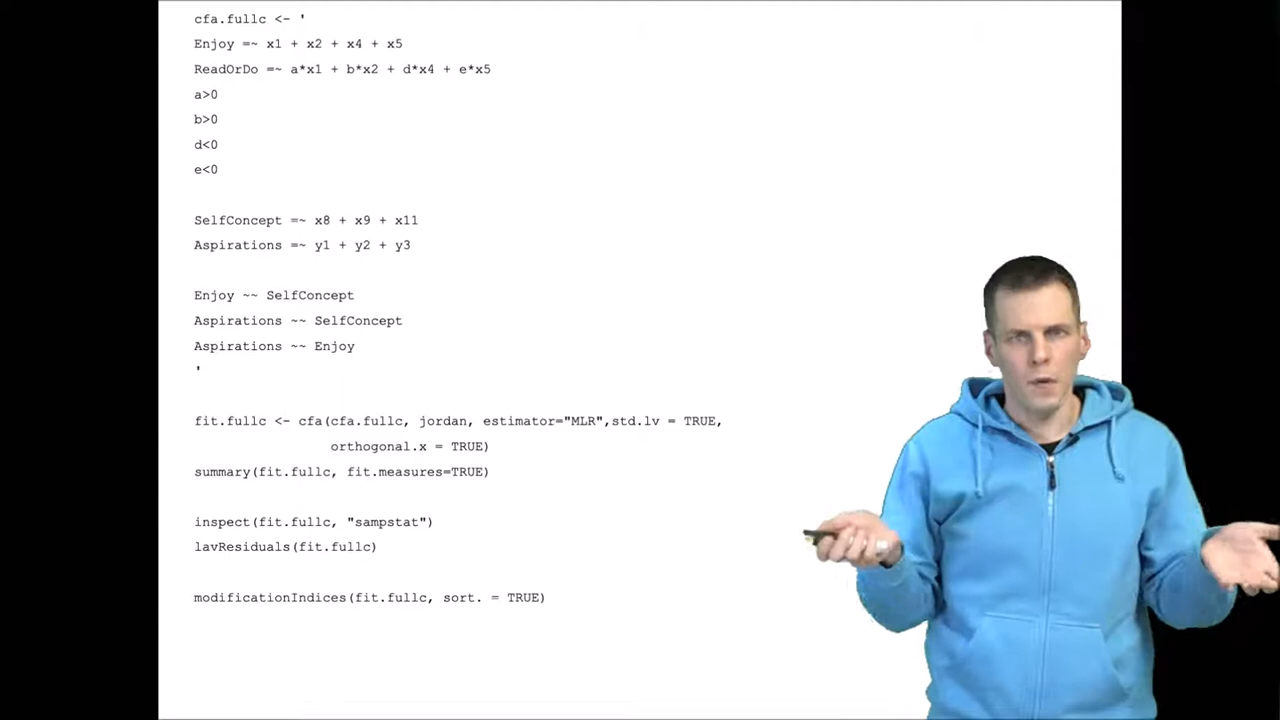 cfa.fullc <- '
Enjoy =~ x1 + x2 + x4 + x5
ReadOrDo =~ a*x1 + b*x2 + d*x4 + e*x5
a>0
b>0
d<0
e<0
SelfConcept =~ x8 + x9 + x11
Aspirations =~ y1 + y2 + y3
Enjoy ~~ SelfConcept
Aspirations ~~ SelfConcept
Aspirations ~~ Enjoy
'
fit.fullc <- cfa(cfa.fullc, jordan, estimator="MLR",std.lv = TRUE,
orthogonal.x = TRUE)
summary(fit.fullc, fit.measures=TRUE)
inspect(fit.fullc, "sampstat")
lavResiduals(fit.fullc)
modificationIndices(fit.fullc, sort. = TRUE)